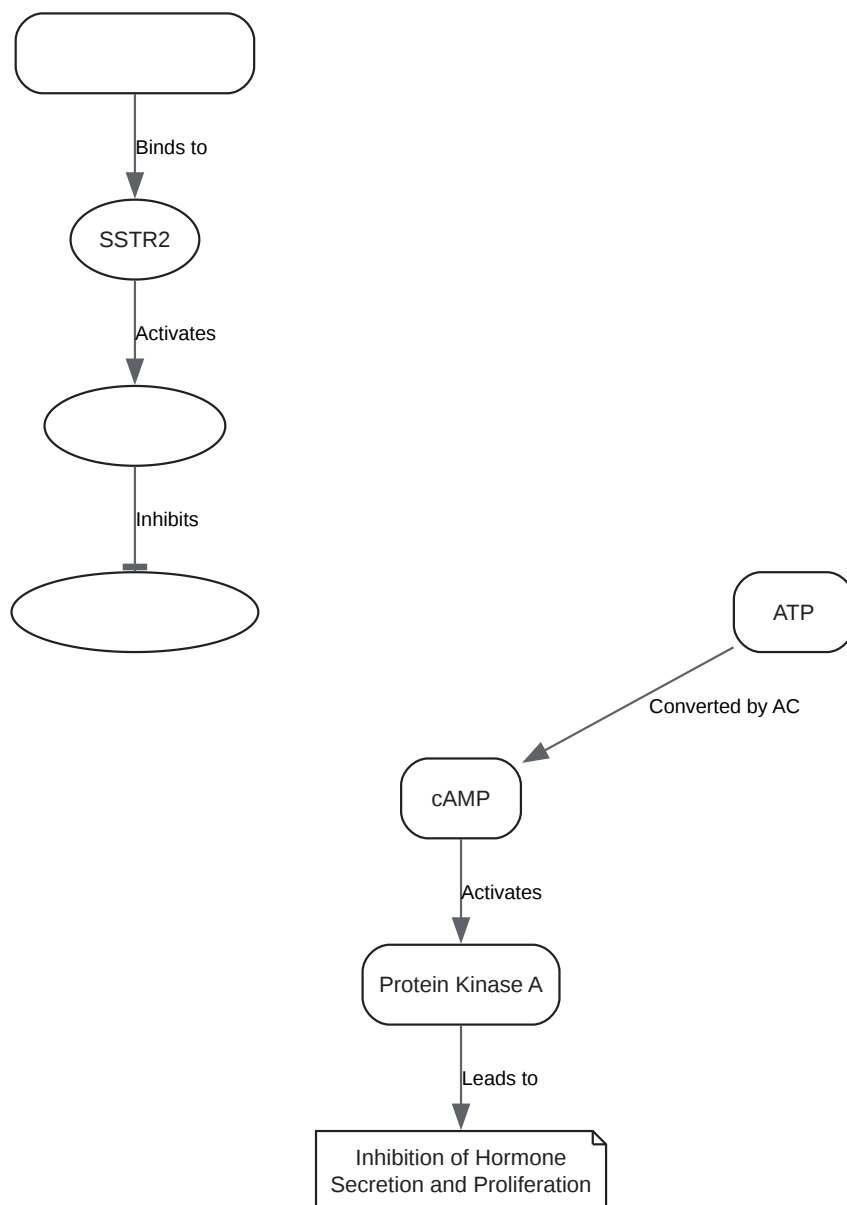 Binds to
SSTR2
Activates
Inhibits
ATP
Converted by AC
cAMP
Activates
Protein Kinase A
Leads to
Inhibition of Hormone
Secretion and Proliferation